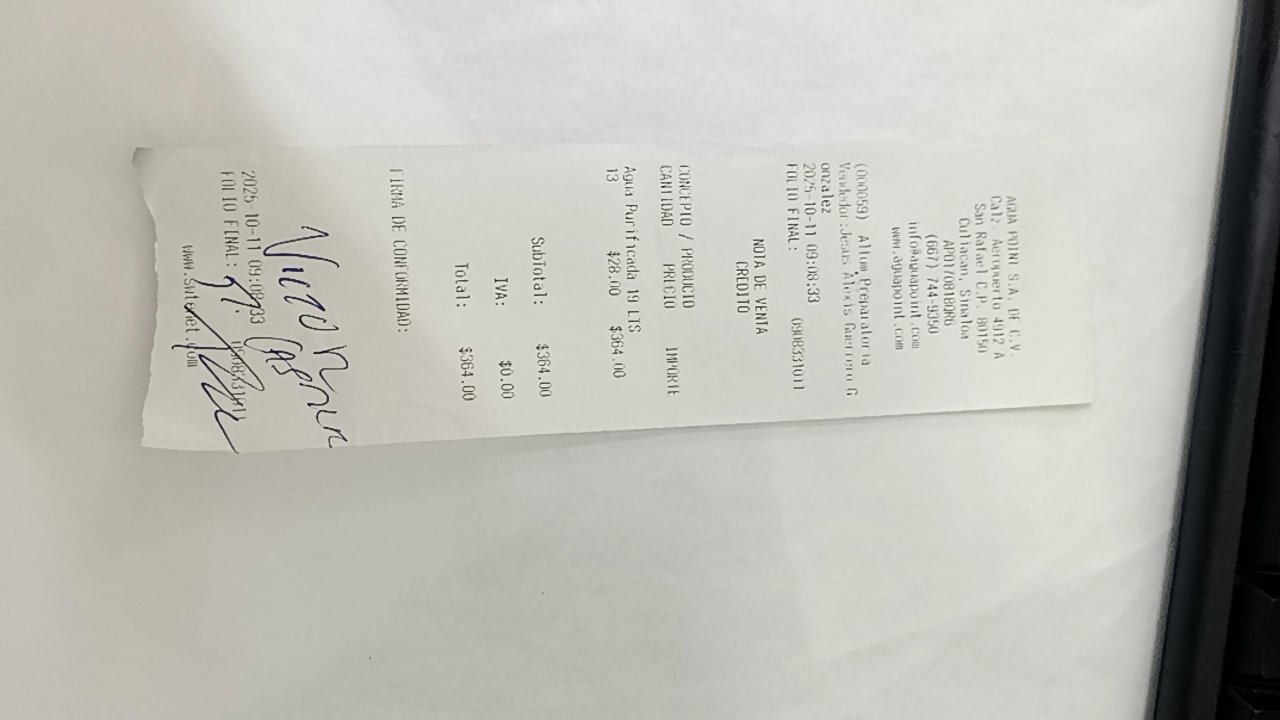 AGUA POINT S.A. DE C.V.
Calz. Aeropuerto 4912 A
San Rafael C.P. 80150
Culiacan, Sinaloa
APO170818QR6
(667) 744-9350
info@aguapoint.com
www.aguapoint.com
(000059) Altum Preparatoria
Vendedor:Jesus Alexis Guerrero G
onzalez
2025-10-11 09:08:33
FOLIO FINAL: 0908331011
NOTA DE VENTA
CREDITO
CONCEPTO / PRODUCTO
CANTIDAD PRECIO IMPORTE
Agua Purificada 19 LTS
13 $28.00 $364.00
SubTotal: $364.00
IVA: $0.00
Total: $364.00
FIRMA DE CONFORMIDAD:
2025-10-11 09:08:33
FOLIO FINAL:
www.swtenet.com